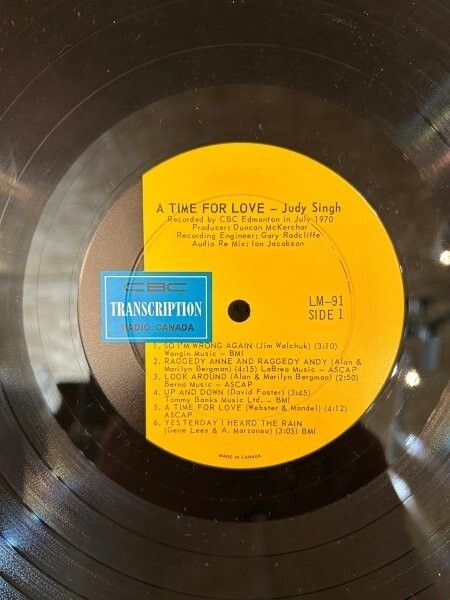 A TIME FOR LOVE – Judy Singh
Recorded by CBC Edmonton in July 1970
Producer: Duncan McKerchar
Recording Engineer: Gary Radcliffe
Audio Re Mix: Ian Jacobson
CBC
TRANSCRIPTION
RADIO CANADA
LM-91
SIDE 1
1. SO I'M WRONG AGAIN (Jim Walchuk) (3:10)
Wangin Music – BMI
2. RAGGEDY ANNE AND RAGGEDY ANDY (Alan &
Marilyn Bergman) (4:15) LaBrea Music – ASCAP
3. LOOK AROUND (Alan & Marilyn Bergman) (2:50)
Berna Music – ASCAP
4. UP AND DOWN (David Foster) (3:45)
Tommy Banks Music Ltd. – BMI
5. A TIME FOR LOVE (Webster & Mandel) (4:12)
ASCAP
6. YESTERDAY I HEARD THE RAIN
(Gene Lees & A. Marzaneo) (3:05) BMI
MADE IN CANADA